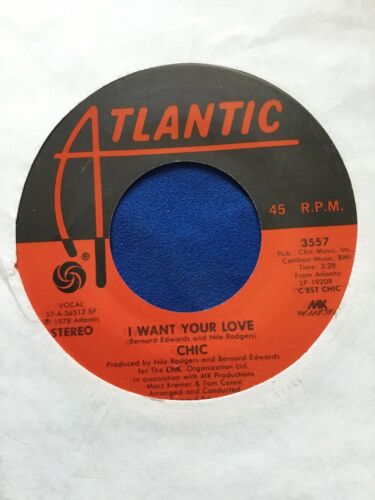 ATLANTIC
45 R.P.M.
®
3557
Pub., Chic Music, Inc.,
Cotillion Music, BMI
Time: 3:28
From Atlantic
LP 19209
"C'EST CHIC"
MK
VOCAL
ST-A-36512 SP
℗ 1978 Atlantic
STEREO
I WANT YOUR LOVE
(Bernard Edwards and Nile Rodgers)
CHIC
Produced by Nile Rodgers and Bernard Edwards
for The Chic Organization Ltd.
in association with MK Productions
Marc Kreiner & Tom Cossie
Arranged and Conducted